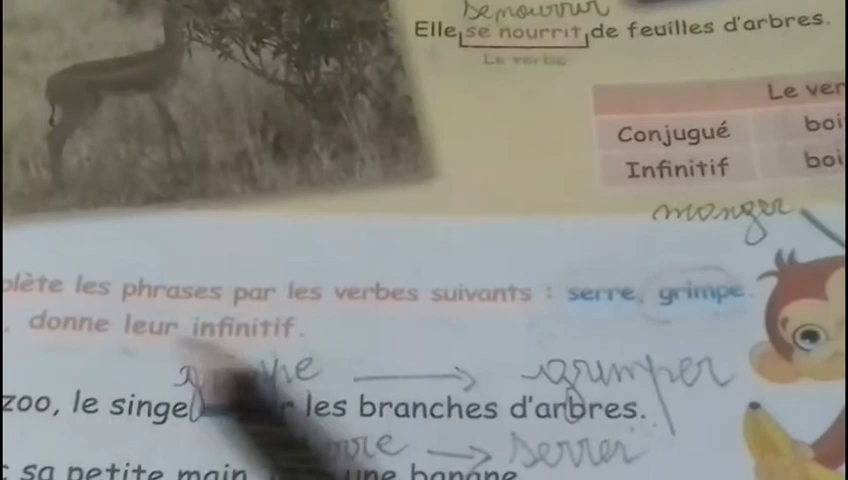 Se nourrir
Elle se nourrit de feuilles d'arbres.
Le verbe
Le ver
Conjugué boi
Infinitif boi
manger
plète les phrases par les verbes suivants : serre, grimpe.
donne leur infinitif.
grimper
zoo, le singe les branches d'arbres.
serrer
sa petite main une banane